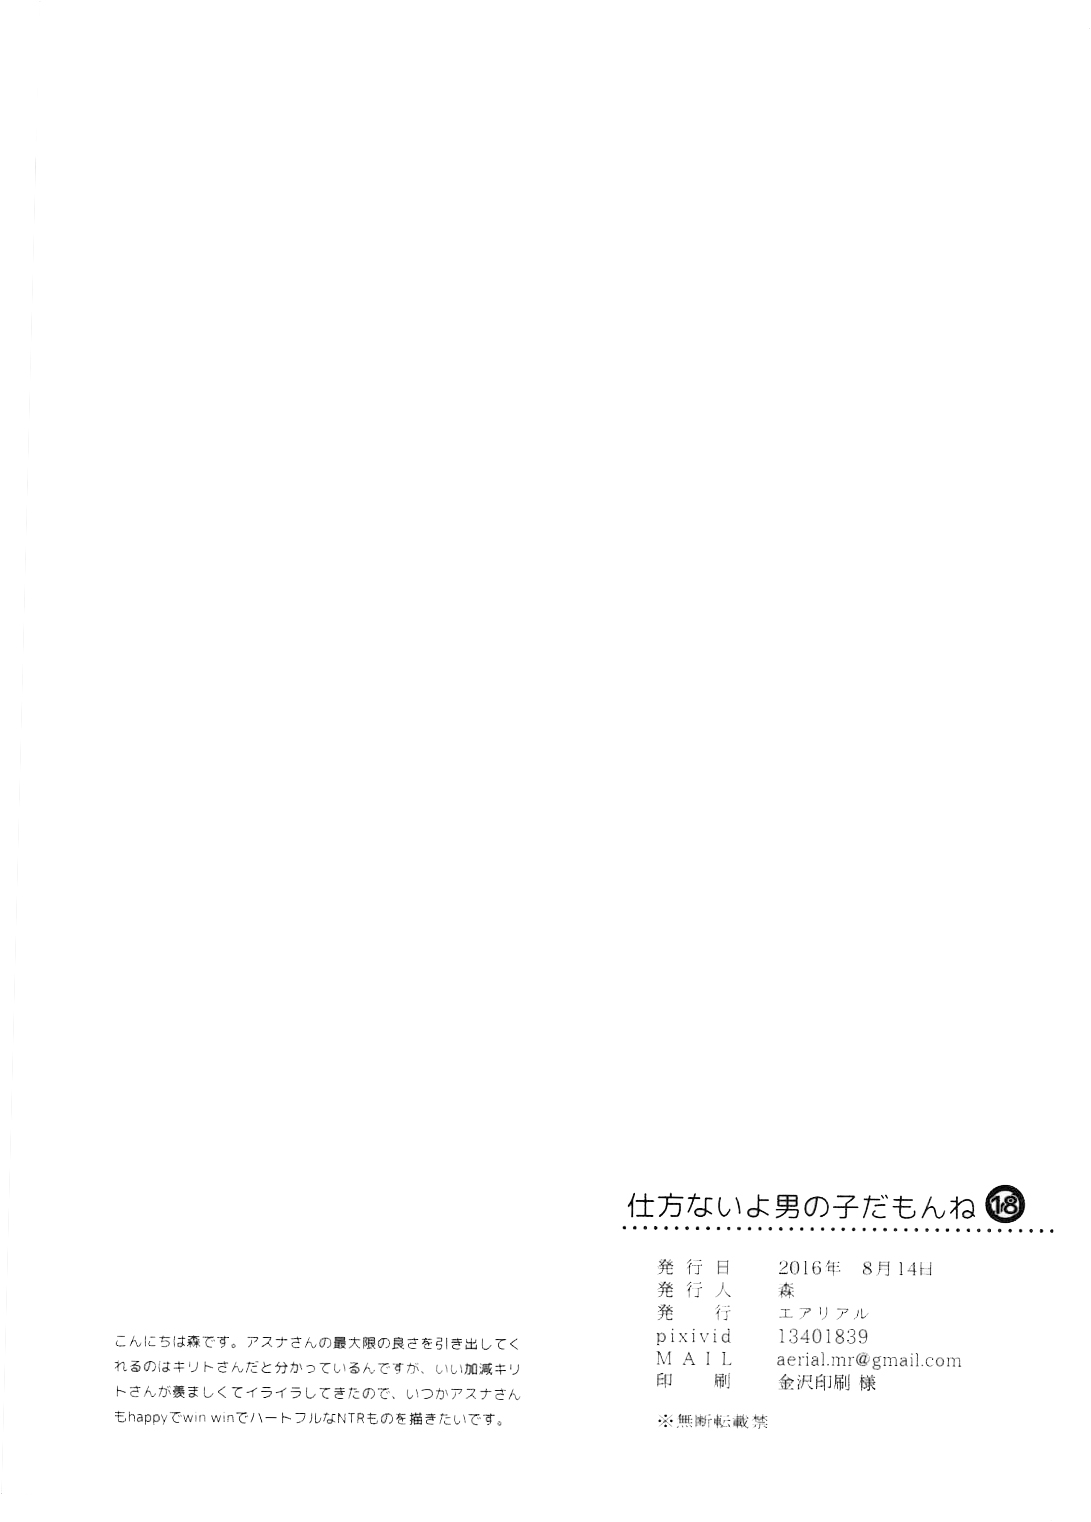 仕方ないよ男の子だもんね 18
発行日 2016年 8月14日
発行人 森
発行 エアリアル
pixivid 13401839
MAIL aerial.mr@gmail.com
印刷 金沢印刷 様
※無断転載禁
こんにちは森です。アスナさんの最大限の良さを引き出してく
れるのはキリトさんだと分かっているんですが、いい加減キリ
トさんが羨ましくてイライラしてきたので、いつかアスナさん
もhappyでwin winでハートフルなNTRものを描きたいです。